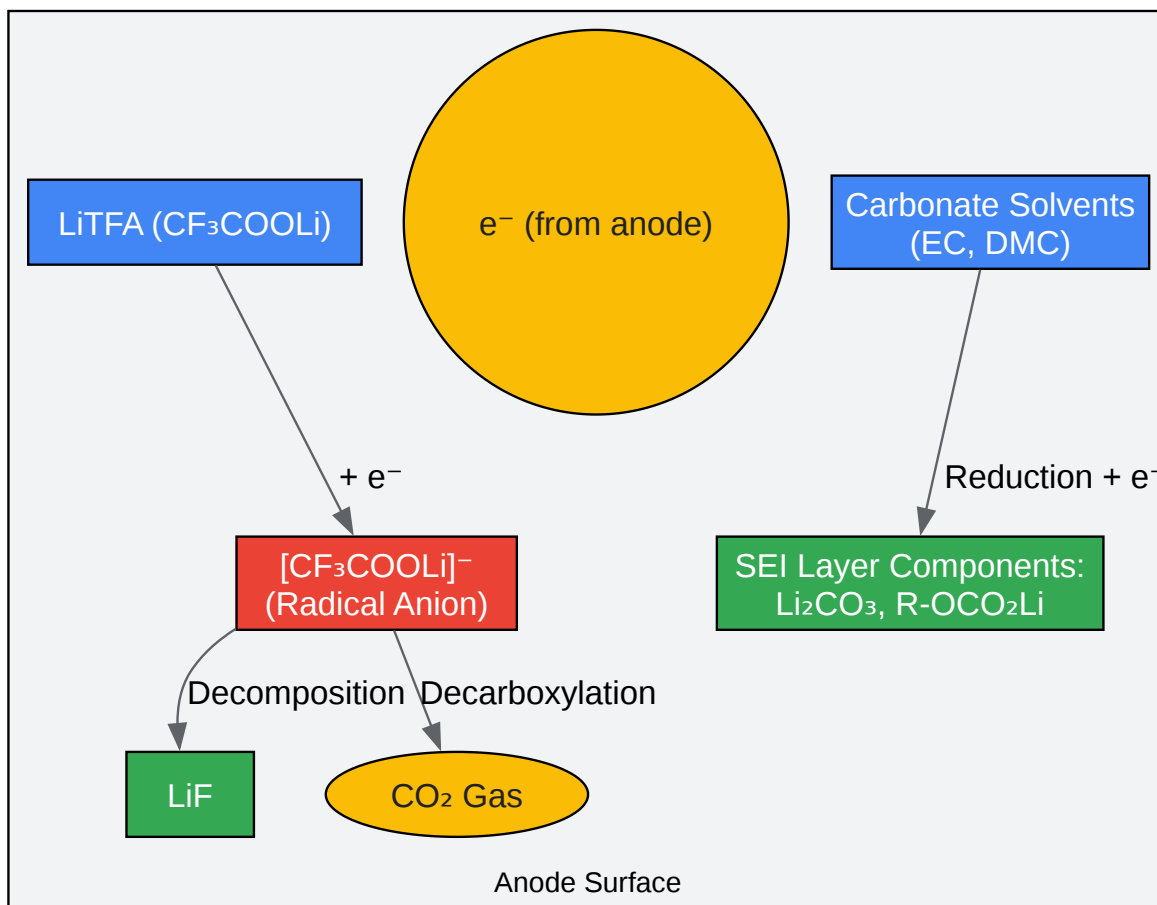 LiTFA (CF₃COOLi)
e⁻ (from anode)
Carbonate Solvents
(EC, DMC)
+ e⁻
Reduction + e⁻
[CF₃COOLi]⁻
(Radical Anion)
SEI Layer Components:
Li₂CO₃, R-OCO₂Li
Decomposition
Decarboxylation
LiF
CO₂ Gas
Anode Surface